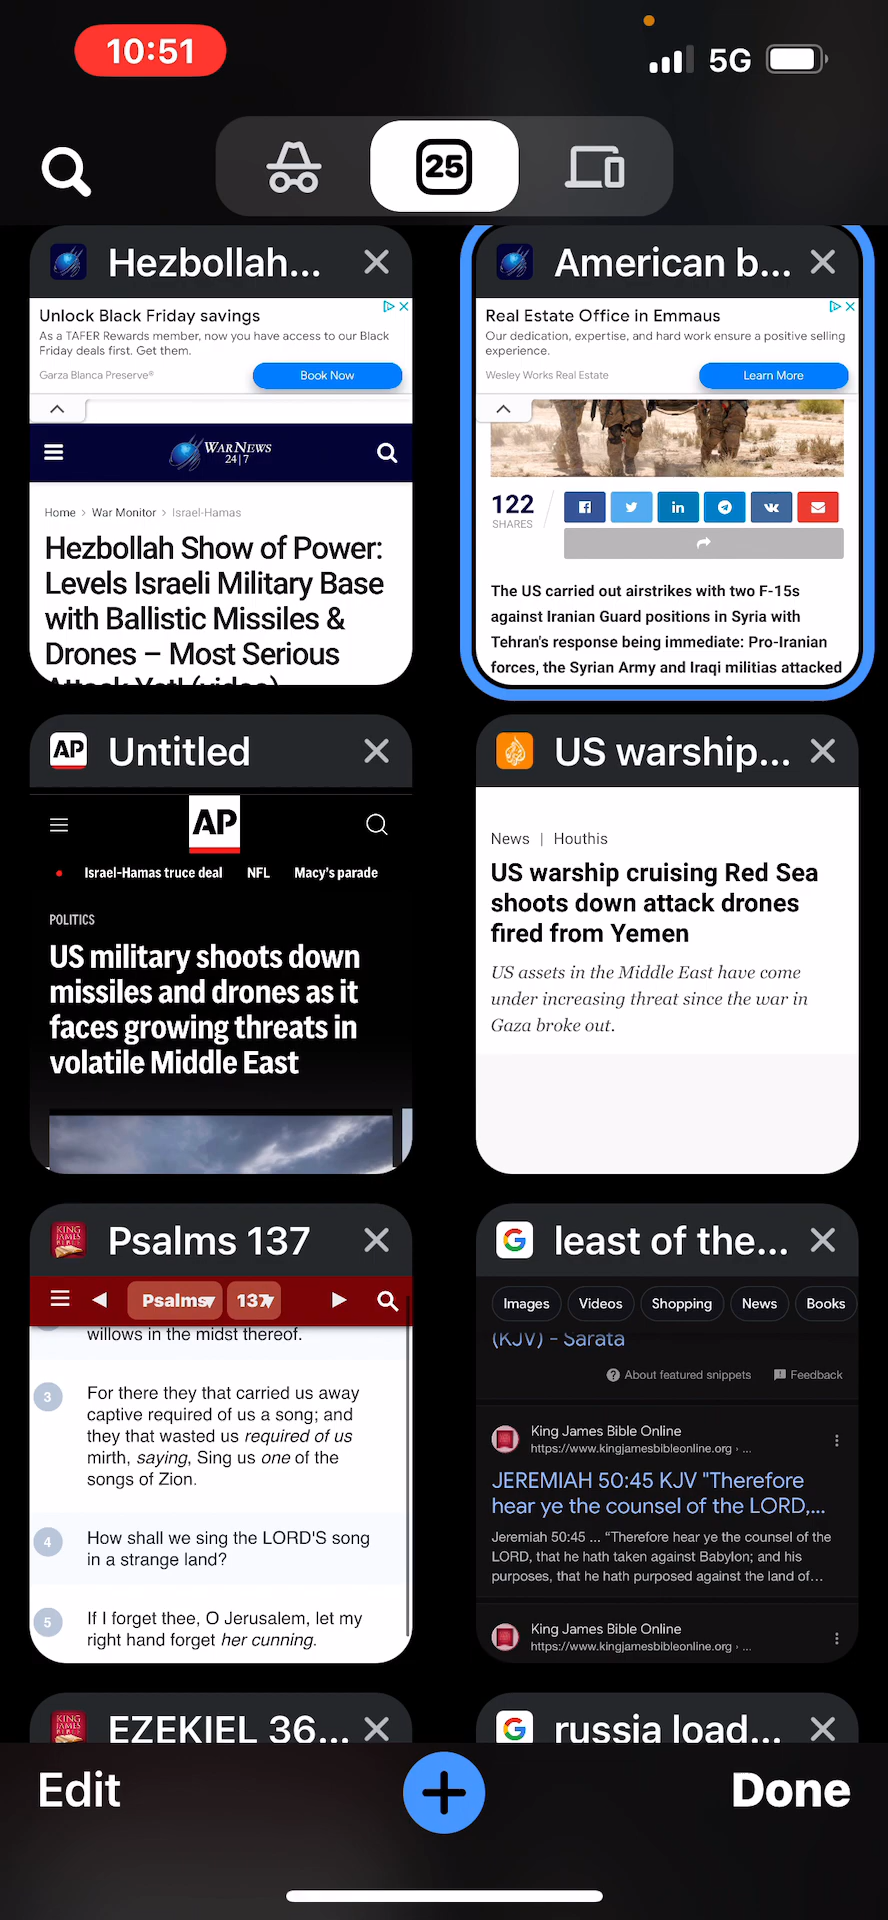 10:51
5G
25
Hezbollah...
Unlock Black Friday savings
As a TAFER Rewards member, now you have access to our Black
Friday deals first. Get them.
Garza Blanca Preserve®
Book Now
WARNEWS
24|7
Home > War Monitor > Israel-Hamas
Hezbollah Show of Power:
Levels Israeli Military Base
with Ballistic Missiles &
Drones – Most Serious
Attack Yet! (video)
American b...
Real Estate Office in Emmaus
Our dedication, expertise, and hard work ensure a positive selling
experience.
Wesley Works Real Estate
Learn More
122
SHARES
The US carried out airstrikes with two F-15s
against Iranian Guard positions in Syria with
Tehran's response being immediate: Pro-Iranian
forces, the Syrian Army and Iraqi militias attacked
Untitled
AP
AP
Israel-Hamas truce deal NFL Macy's parade
POLITICS
US military shoots down
missiles and drones as it
faces growing threats in
volatile Middle East
US warship...
News | Houthis
US warship cruising Red Sea
shoots down attack drones
fired from Yemen
US assets in the Middle East have come
under increasing threat since the war in
Gaza broke out.
KING JAMES BIBLE
Psalms 137
Psalms 137
willows in the midst thereof.
3 For there they that carried us away
captive required of us a song; and
they that wasted us required of us
mirth, saying, Sing us one of the
songs of Zion.
4 How shall we sing the LORD'S song
in a strange land?
5 If I forget thee, O Jerusalem, let my
right hand forget her cunning.
least of the...
Images Videos Shopping News Books
(KJV) - Sarata
About featured snippets Feedback
King James Bible Online
https://www.kingjamesbibleonline.org › ...
JEREMIAH 50:45 KJV "Therefore
hear ye the counsel of the LORD,...
Jeremiah 50:45 ... “Therefore hear ye the counsel of the
LORD, that he hath taken against Babylon; and his
purposes, that he hath purposed against the land of...
King James Bible Online
https://www.kingjamesbibleonline.org › ...
KING JAMES BIBLE
EZEKIEL 36...
russia load...
Edit
Done